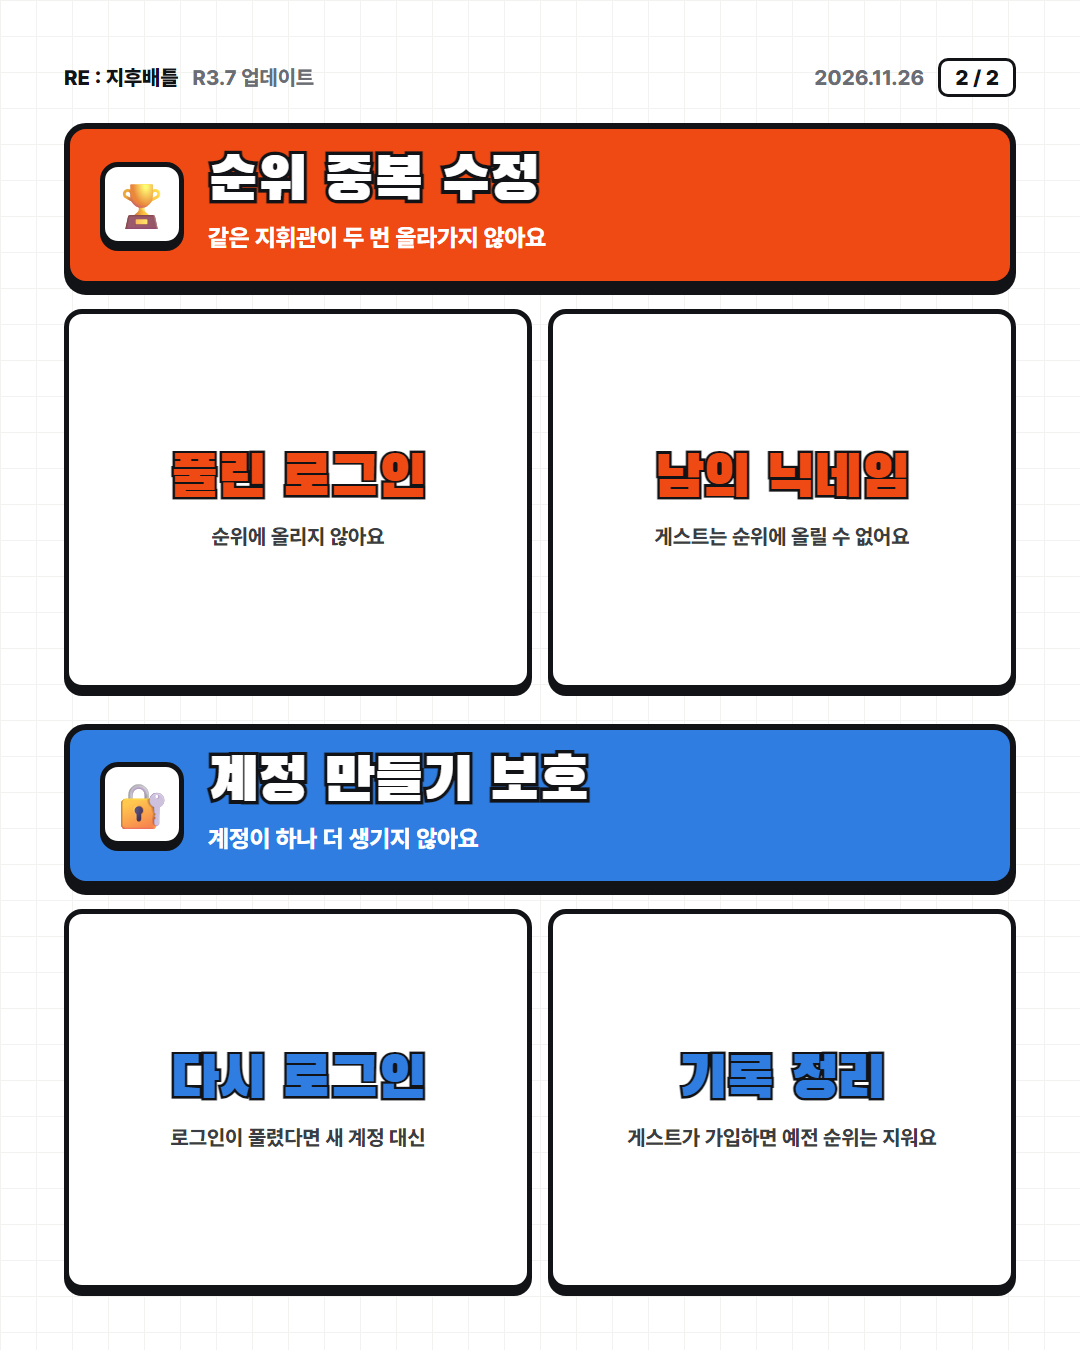 RE : 지후배틀 R3.7 업데이트 2026.11.26 2 / 2
순위 중복 수정
같은 지휘관이 두 번 올라가지 않아요
풀린 로그인
순위에 올리지 않아요
남의 닉네임
게스트는 순위에 올릴 수 없어요
계정 만들기 보호
계정이 하나 더 생기지 않아요
다시 로그인
로그인이 풀렸다면 새 계정 대신
기록 정리
게스트가 가입하면 예전 순위는 지워요